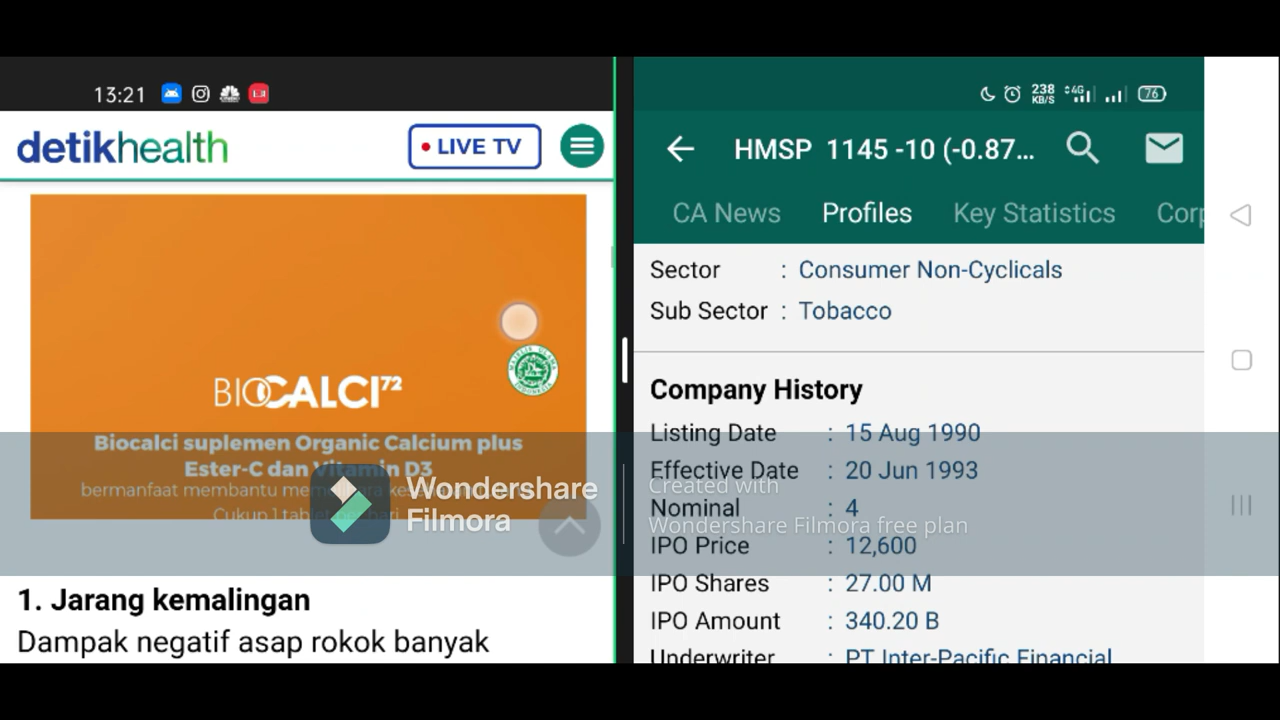 13:21
detikhealth
LIVE TV
BIOCALCI72
Biocalci suplemen Organic Calcium plus
Ester-C dan Vitamin D3
bermanfaat membantu
Cukup 1 tablet
1. Jarang kemalingan
Dampak negatif asap rokok banyak
238
KB/S
4G
76
HMSP 1145 -10 (-0.87...
CA News Profiles Key Statistics Corp
Sector : Consumer Non-Cyclicals
Sub Sector : Tobacco
Company History
Listing Date : 15 Aug 1990
Effective Date : 20 Jun 1993
Nominal : 4
IPO Price : 12,600
IPO Shares : 27.00 M
IPO Amount : 340.20 B
Underwriter : PT Inter-Pacific Financial
Wondershare
Filmora
Created with
Wondershare Filmora free plan